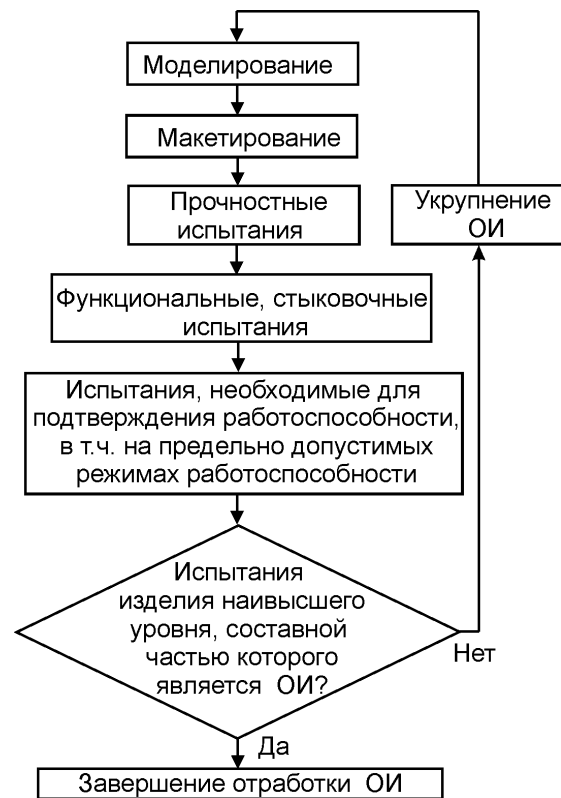 Моделирование
Макетирование
Прочностные
испытания
Укрупнение
ОИ
Функциональные, стыковочные
испытания
Испытания, необходимые для
подтверждения работоспособности,
в т.ч. на предельно допустимых
режимах работоспособности
Испытания
изделия наивысшего
уровня, составной
частью которого
является ОИ?
Нет
Да
Завершение отработки ОИ